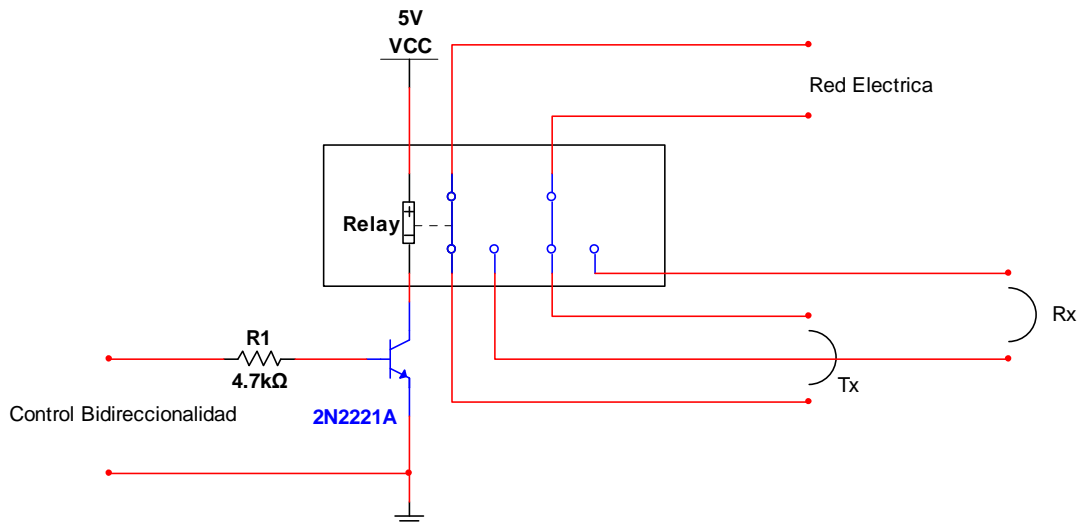 5V
VCC
Red Electrica
Relay
Rx
R1
4.7kΩ
Tx
Control Bidireccionalidad
2N2221A